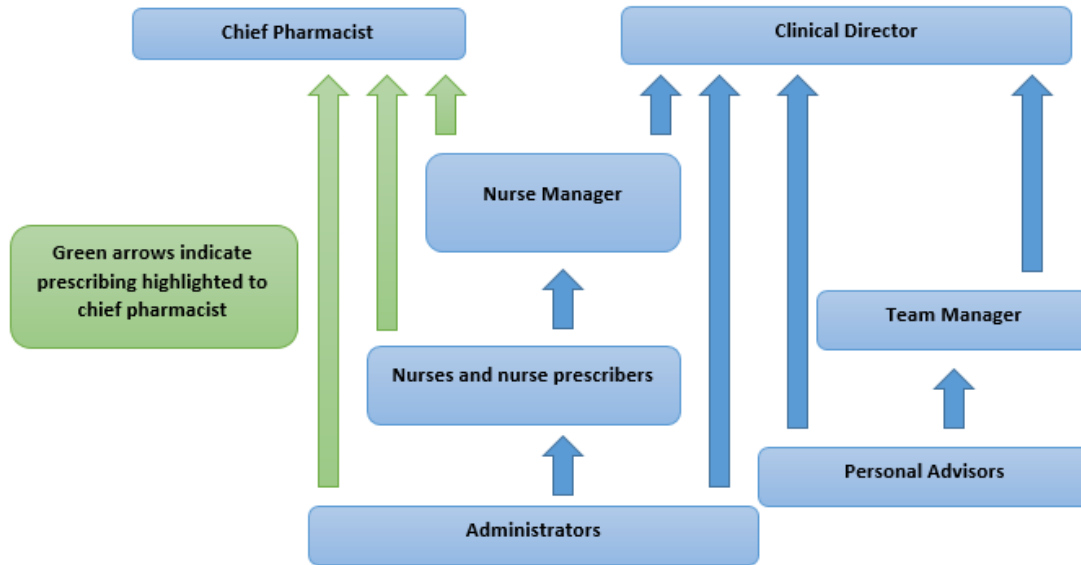 Chief Pharmacist
Clinical Director
Nurse Manager
Green arrows indicate
prescribing highlighted to
chief pharmacist
Team Manager
Nurses and nurse prescribers
Personal Advisors
Administrators